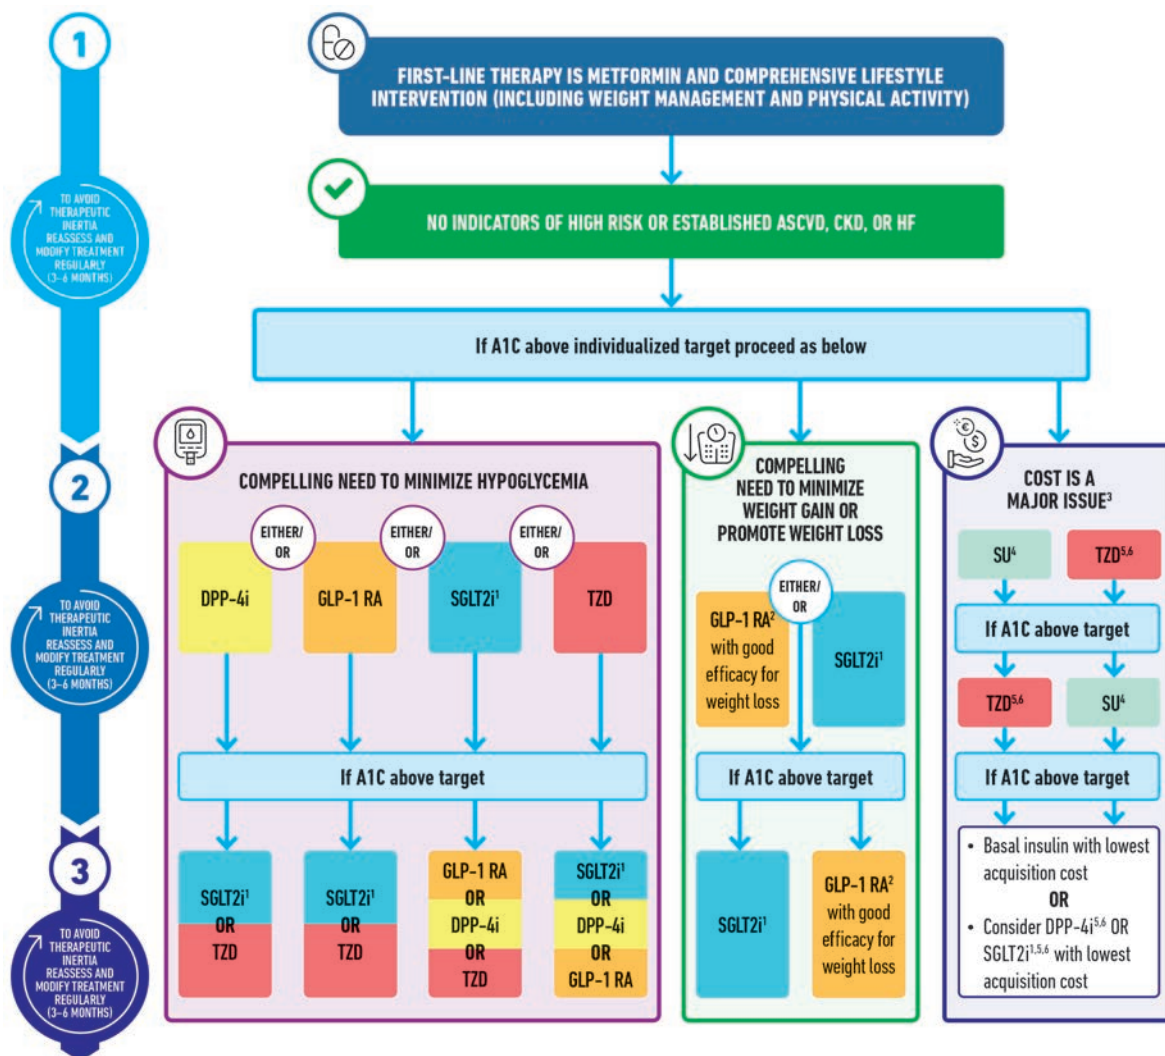 1
FIRST-LINE THERAPY IS METFORMIN AND COMPREHENSIVE LIFESTYLE
INTERVENTION (INCLUDING WEIGHT MANAGEMENT AND PHYSICAL ACTIVITY)
TO AVOID
THERAPEUTIC
INERTIA
REASSESS AND
MODIFY TREATMENT
REGULARLY
(3–6 MONTHS)
NO INDICATORS OF HIGH RISK OR ESTABLISHED ASCVD, CKD, OR HF
If A1C above individualized target proceed as below
2
COMPELLING NEED TO MINIMIZE HYPOGLYCEMIA
EITHER/
OR
EITHER/
OR
EITHER/
OR
DPP-4i
GLP-1 RA
SGLT2i¹
TZD
TO AVOID
THERAPEUTIC
INERTIA
REASSESS AND
MODIFY TREATMENT
REGULARLY
(3–6 MONTHS)
If A1C above target
SGLT2i¹
OR
TZD
SGLT2i¹
OR
TZD
GLP-1 RA
OR
DPP-4i
OR
TZD
SGLT2i¹
OR
DPP-4i
OR
GLP-1 RA
COMPELLING
NEED TO MINIMIZE
WEIGHT GAIN OR
PROMOTE WEIGHT LOSS
EITHER/
OR
GLP-1 RA²
with good
efficacy for
weight loss
SGLT2i¹
If A1C above target
SGLT2i¹
GLP-1 RA²
with good
efficacy for
weight loss
€
$
COST IS A
MAJOR ISSUE³
SU⁴
TZD⁵,⁶
If A1C above target
TZD⁵,⁶
SU⁴
If A1C above target
• Basal insulin with lowest
acquisition cost
OR
• Consider DPP-4i⁵,⁶ OR
SGLT2i¹,⁵,⁶ with lowest
acquisition cost
3
TO AVOID
THERAPEUTIC
INERTIA
REASSESS AND
MODIFY TREATMENT
REGULARLY
(3–6 MONTHS)